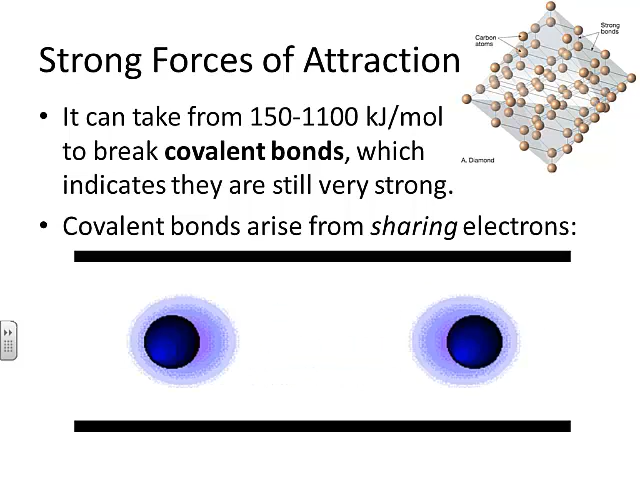 Strong Forces of Attraction
Carbon
atoms
Strong
bonds
A. Diamond
• It can take from 150-1100 kJ/mol
to break covalent bonds, which
indicates they are still very strong.
• Covalent bonds arise from sharing electrons: